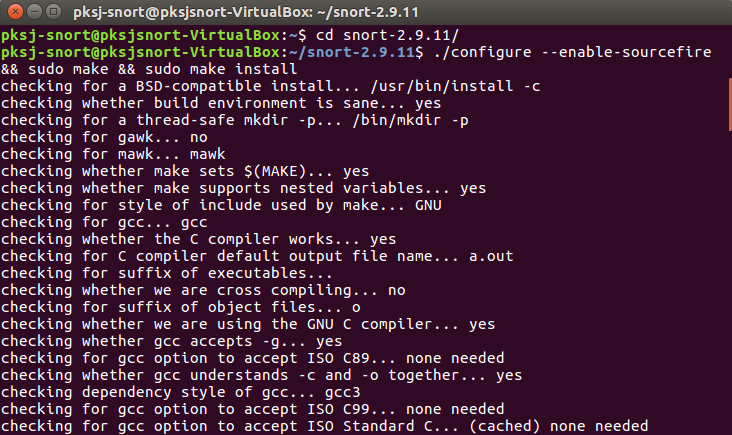 pksj-snort@pksjsnort-VirtualBox: ~/snort-2.9.11
pksj-snort@pksjsnort-VirtualBox:~$ cd snort-2.9.11/
pksj-snort@pksjsnort-VirtualBox:~/snort-2.9.11$ ./configure --enable-sourcefire
&& sudo make && sudo make install
checking for a BSD-compatible install... /usr/bin/install -c
checking whether build environment is sane... yes
checking for a thread-safe mkdir -p... /bin/mkdir -p
checking for gawk... no
checking for mawk... mawk
checking whether make sets $(MAKE)... yes
checking whether make supports nested variables... yes
checking for style of include used by make... GNU
checking for gcc... gcc
checking whether the C compiler works... yes
checking for C compiler default output file name... a.out
checking for suffix of executables...
checking whether we are cross compiling... no
checking for suffix of object files... o
checking whether we are using the GNU C compiler... yes
checking whether gcc accepts -g... yes
checking for gcc option to accept ISO C89... none needed
checking whether gcc understands -c and -o together... yes
checking dependency style of gcc... gcc3
checking for gcc option to accept ISO C99... none needed
checking for gcc option to accept ISO Standard C... (cached) none needed